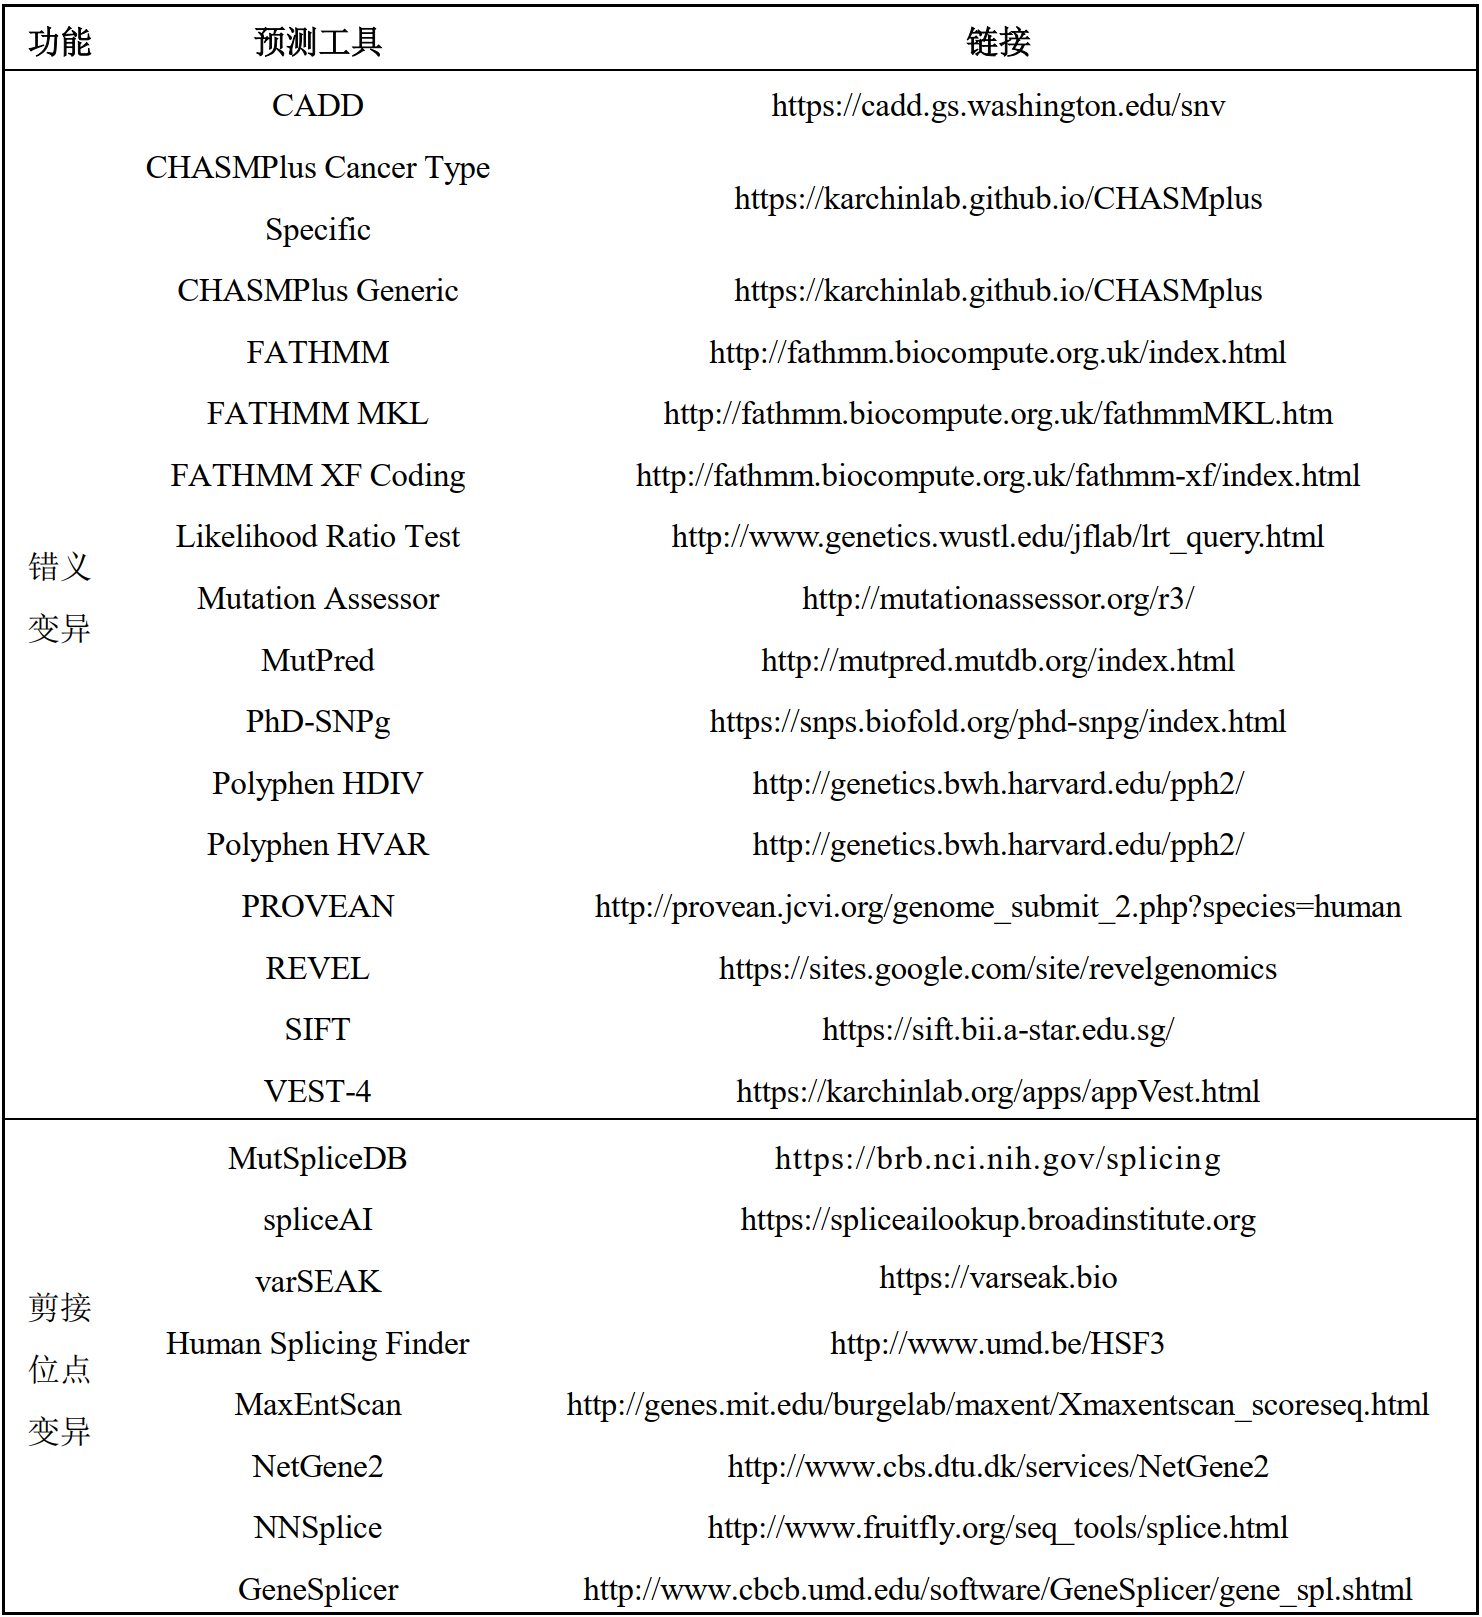 功能 预测工具 链接
CADD https://cadd.gs.washington.edu/snv
CHASMPlus Cancer Type
Specific https://karchinlab.github.io/CHASMplus
CHASMPlus Generic https://karchinlab.github.io/CHASMplus
FATHMM http://fathmm.biocompute.org.uk/index.html
FATHMM MKL http://fathmm.biocompute.org.uk/fathmmMKL.htm
FATHMM XF Coding http://fathmm.biocompute.org.uk/fathmm-xf/index.html
Likelihood Ratio Test http://www.genetics.wustl.edu/jflab/lrt_query.html
错义
变异
Mutation Assessor http://mutationassessor.org/r3/
MutPred http://mutpred.mutdb.org/index.html
PhD-SNPg https://snps.biofold.org/phd-snpg/index.html
Polyphen HDIV http://genetics.bwh.harvard.edu/pph2/
Polyphen HVAR http://genetics.bwh.harvard.edu/pph2/
PROVEAN http://provean.jcvi.org/genome_submit_2.php?species=human
REVEL https://sites.google.com/site/revelgenomics
SIFT https://sift.bii.a-star.edu.sg/
VEST-4 https://karchinlab.org/apps/appVest.html
MutSpliceDB https://brb.nci.nih.gov/splicing
spliceAI https://spliceailookup.broadinstitute.org
varSEAK https://varseak.bio
剪接
位点
变异
Human Splicing Finder http://www.umd.be/HSF3
MaxEntScan http://genes.mit.edu/burgelab/maxent/Xmaxentscan_scoreseq.html
NetGene2 http://www.cbs.dtu.dk/services/NetGene2
NNSplice http://www.fruitfly.org/seq_tools/splice.html
GeneSplicer http://www.cbcb.umd.edu/software/GeneSplicer/gene_spl.shtml